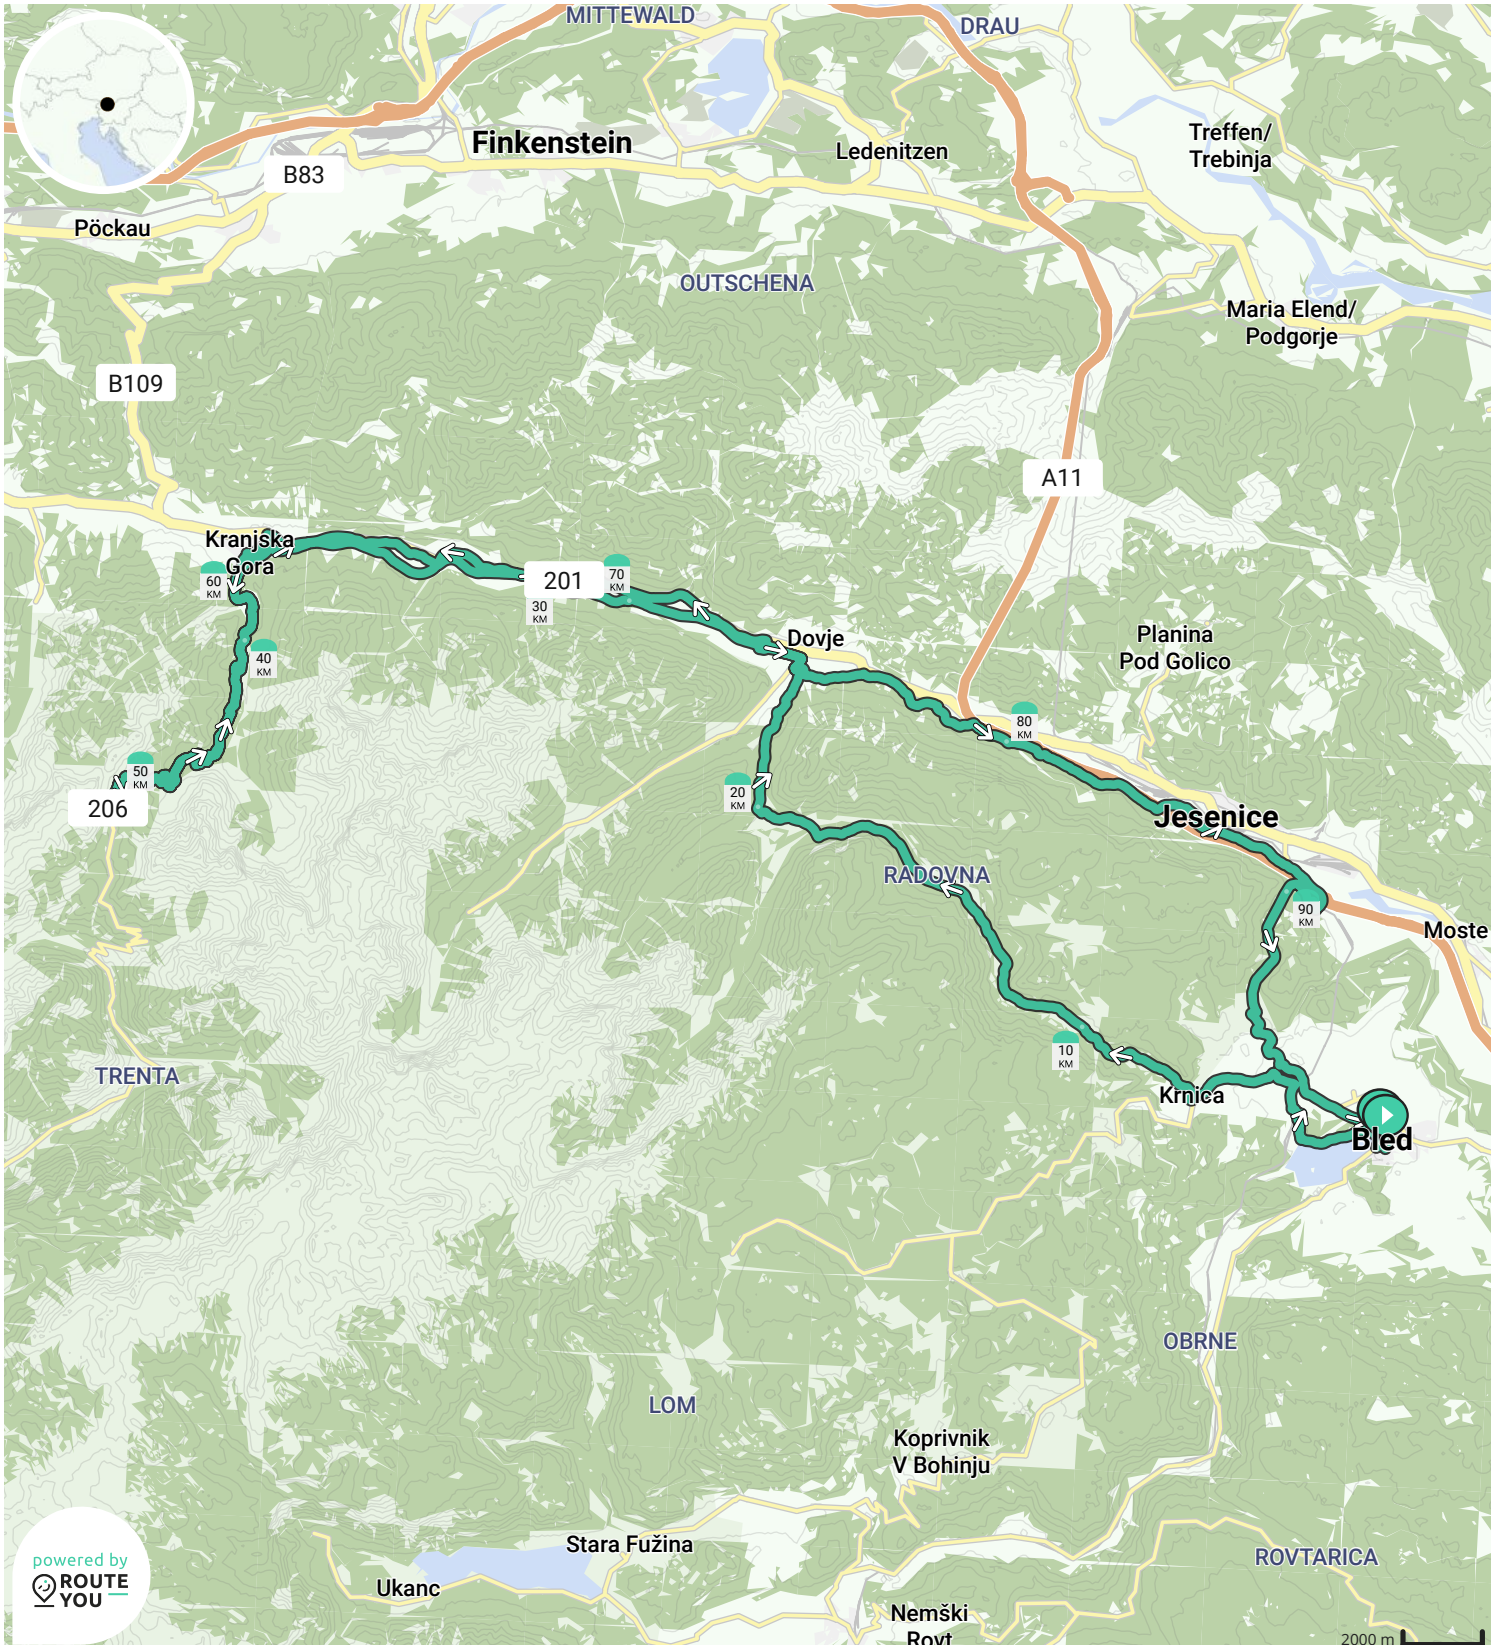 MITTEWALD
DRAU
Finkenstein
Ledenitzen
Treffen/
Trebinja
B83
Pöckau
OUTSCHENA
Maria Elend/
Podgorje
B109
A11
Kranjska
Gora
60
KM
201
70
KM
30
KM
Dovje
Planina
Pod Golico
40
KM
80
KM
50
KM
206
20
KM
Jesenice
RADOVNA
90
KM
Moste
10
KM
TRENTA
Krnica
Bled
OBRNE
LOM
Koprivnik
V Bohinju
Stara Fužina
ROVTARICA
Ukanc
powered by
ROUTE
YOU
Nemški
Rovt
2000 m